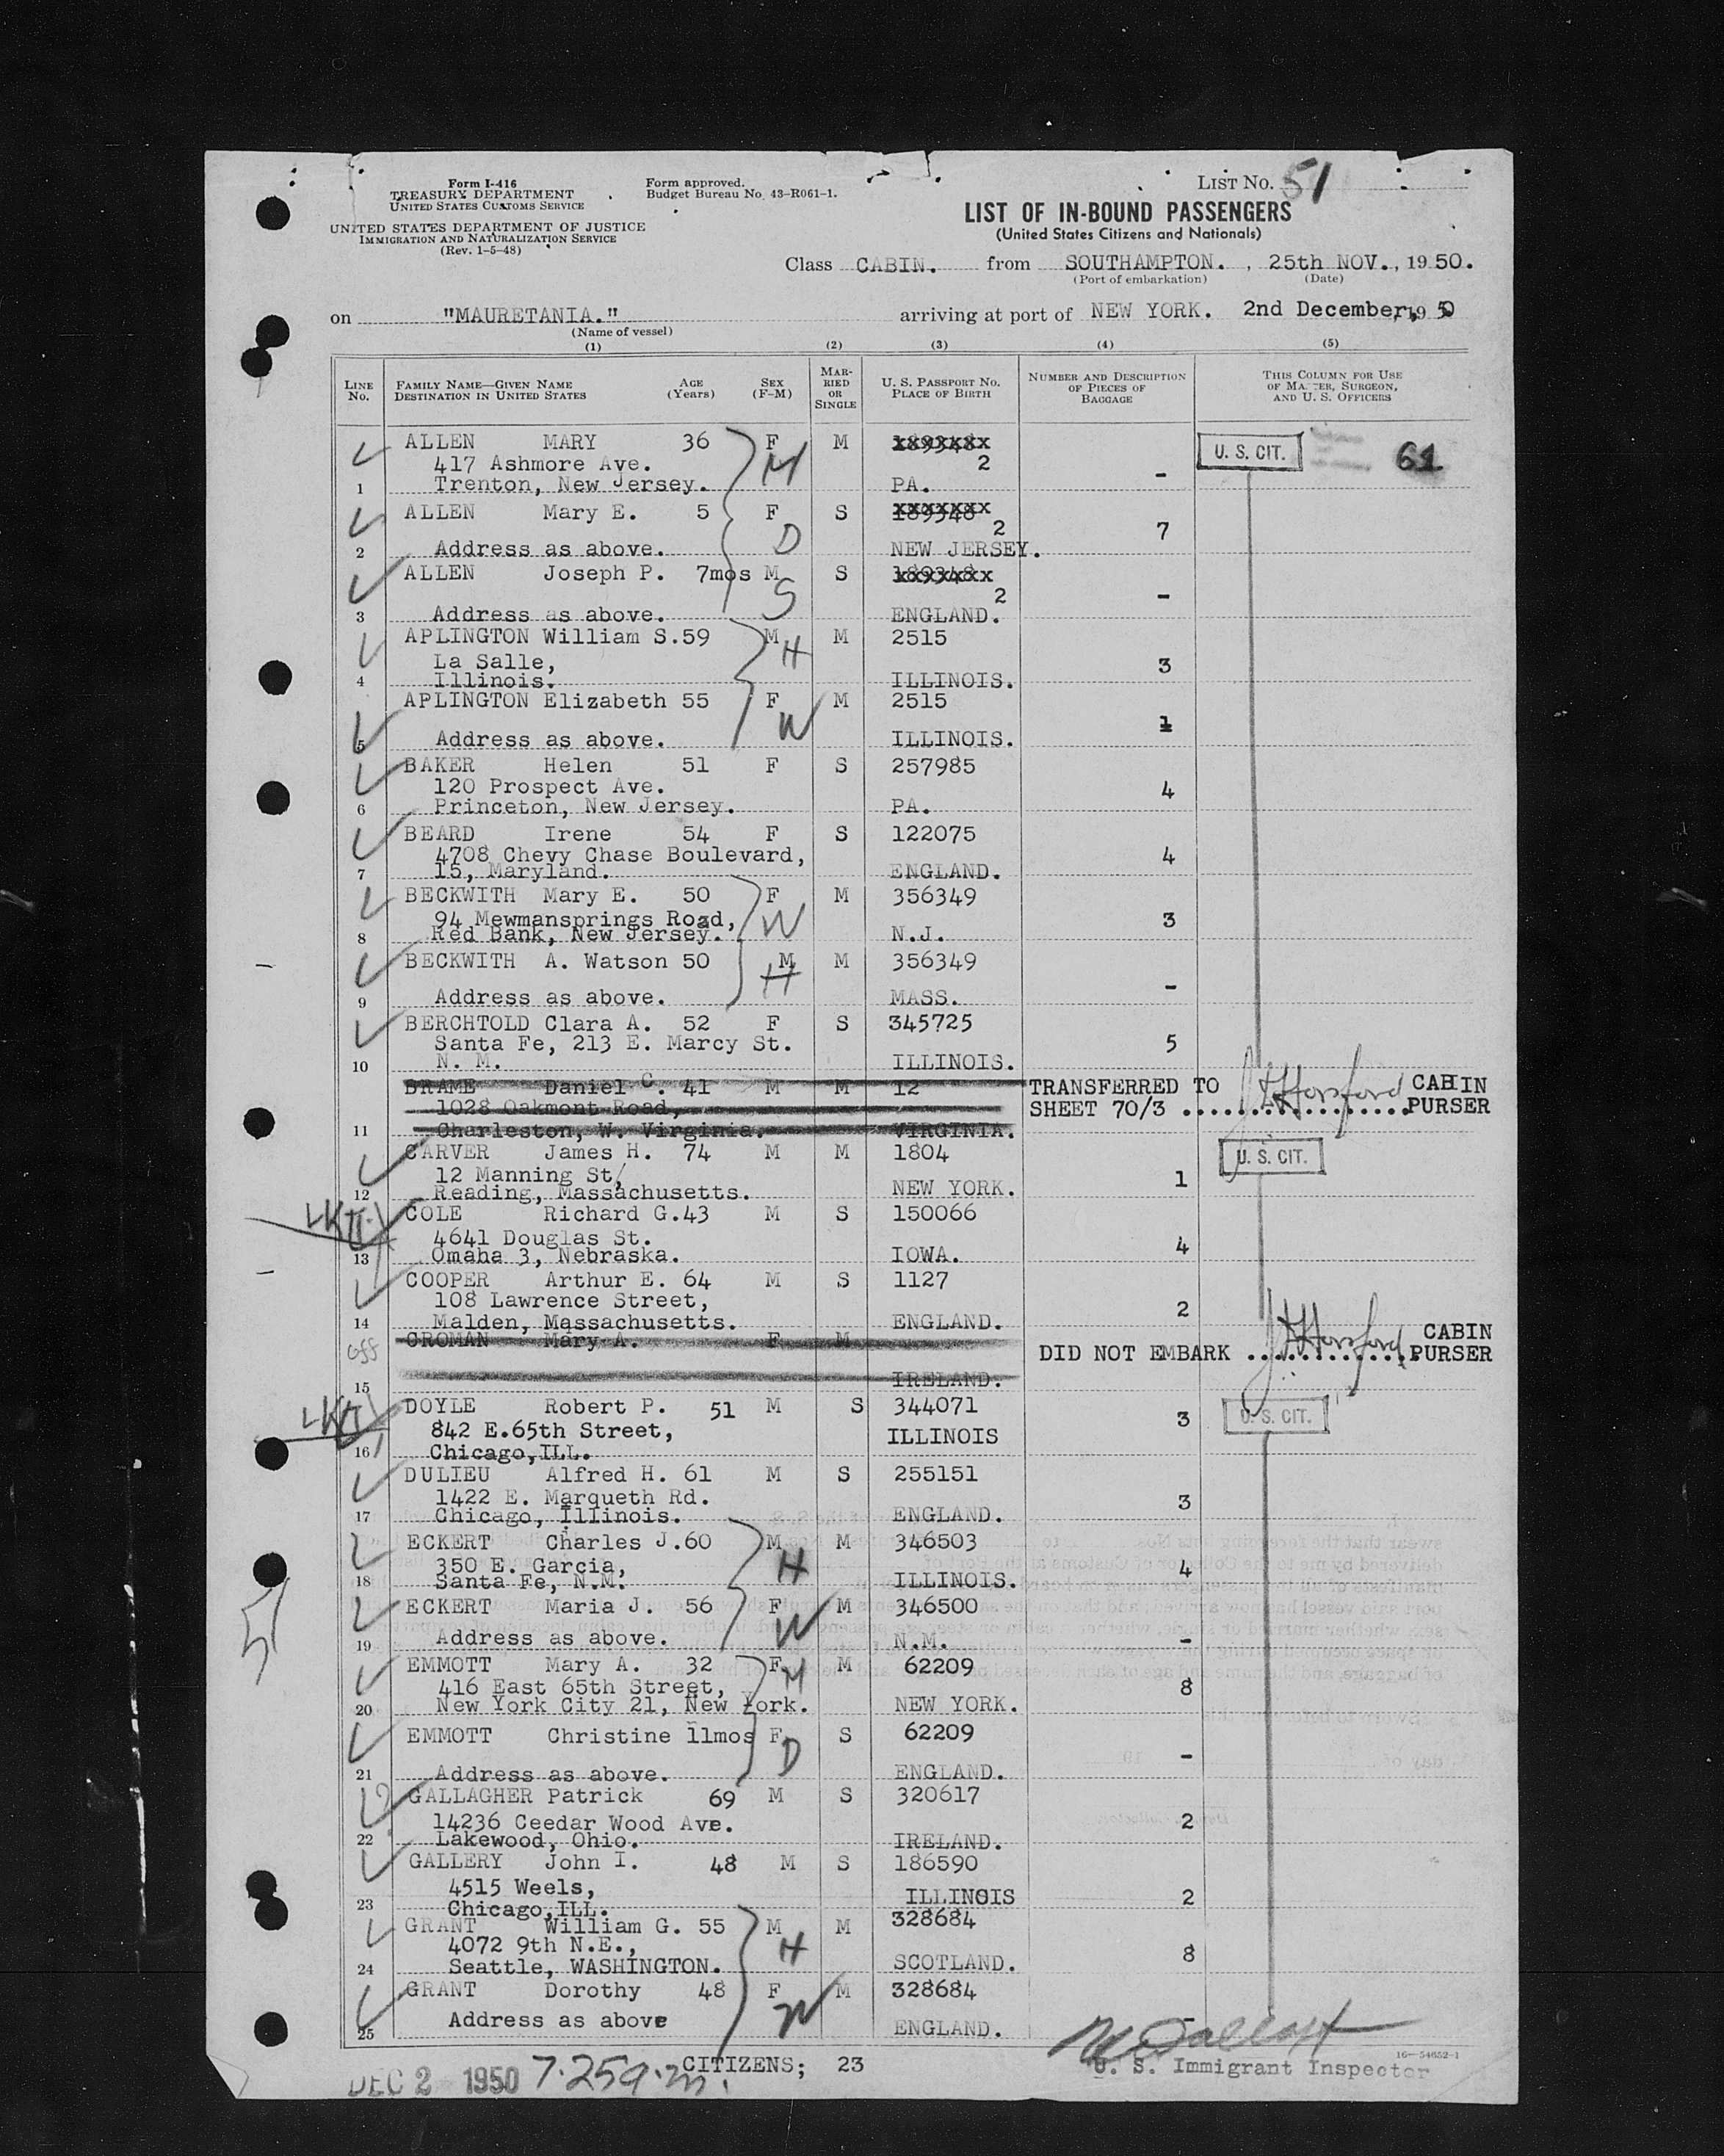 Form I-416
TREASURY DEPARTMENT
UNITED STATES CUSTOMS SERVICE
UNITED STATES DEPARTMENT OF JUSTICE
IMMIGRATION AND NATURALIZATION SERVICE
(Rev. 1-5-48)
Form approved.
Budget Bureau No. 43-R061-1.
LIST No. 51
LIST OF IN-BOUND PASSENGERS
(United States Citizens and Nationals)
Class CABIN. from SOUTHAMPTON. , 25th NOV., 1950.
(Port of embarkation) (Date)
on "MAURETANIA." arriving at port of NEW YORK. 2nd December, 1950
(Name of vessel)
(1) (2) (3) (4) (5)
LINE No. FAMILY NAME—GIVEN NAME DESTINATION IN UNITED STATES AGE (Years) SEX (F-M) MARRIED OR SINGLE U. S. PASSPORT No. PLACE OF BIRTH NUMBER AND DESCRIPTION OF PIECES OF BAGGAGE THIS COLUMN FOR USE OF MASTER, SURGEON, AND U. S. OFFICERS
ALLEN MARY 36 F M 189348x U. S. CIT. 61
417 Ashmore Ave. M 2
1 Trenton, New Jersey. PA. -
ALLEN Mary E. 5 F S 189348
D 2 7
2 Address as above. NEW JERSEY.
ALLEN Joseph P. 7mos M S 189348
S 2 -
3 Address as above. ENGLAND.
APLINGTON William S. 59 M M 2515
La Salle, H 3
4 Illinois. ILLINOIS.
APLINGTON Elizabeth 55 F M 2515
W 1
5 Address as above. ILLINOIS.
BAKER Helen 51 F S 257985
120 Prospect Ave. 4
6 Princeton, New Jersey. PA.
BEARD Irene 54 F S 122075
4708 Chevy Chase Boulevard, 4
7 15, Maryland. ENGLAND.
BECKWITH Mary E. 50 F M 356349
94 Mewmansprings Road, W 3
8 Red Bank, New Jersey. N.J.
BECKWITH A. Watson 50 M M 356349
H -
9 Address as above. MASS.
BERCHTOLD Clara A. 52 F S 345725
Santa Fe, 213 E. Marcy St. 5
10 N. M. ILLINOIS.
BRAME Daniel C. 41 M M 12 TRANSFERRED TO CABIN
1028 Oakmont Road, SHEET 70/3 PURSER
11 Charleston, W. Virginia. VIRGINIA.
CARVER James H. 74 M M 1804 U. S. CIT.
12 Manning St, 1
12 Reading, Massachusetts. NEW YORK.
COLE Richard G. 43 M S 150066
4641 Douglas St. 4
13 Omaha 3, Nebraska. IOWA.
COOPER Arthur E. 64 M S 1127
108 Lawrence Street, 2
14 Malden, Massachusetts. ENGLAND.
off CROMAN Mary A. F M CABIN
DID NOT EMBARK PURSER
15 IRELAND.
DOYLE Robert P. 51 M S 344071 3 U. S. CIT.
842 E.65th Street, ILLINOIS
16 Chicago,ILL.
DULIEU Alfred H. 61 M S 255151
1422 E. Marqueth Rd. 3
17 Chicago, Illinois. ENGLAND.
ECKERT Charles J. 60 M M 346503
350 E. Garcia, H 4
18 Santa Fe, N.M. ILLINOIS.
ECKERT Maria J. 56 F M 346500
W
19 Address as above. N.M. -
EMMOTT Mary A. 32 F M 62209
416 East 65th Street, M 8
20 New York City 21, New York. NEW YORK.
EMMOTT Christine 11mos F S 62209
D -
21 Address as above. ENGLAND.
GALLAGHER Patrick 69 M S 320617
14236 Ceedar Wood Ave. 2
22 Lakewood, Ohio. IRELAND.
GALLERY John I. 48 M S 186590
4515 Weels, ILLINOIS 2
23 Chicago,ILL.
GRANT William G. 55 M M 328684
4072 9th N.E., H 8
24 Seattle, WASHINGTON. SCOTLAND.
GRANT Dorothy 48 F M 328684
Address as above W -
25 ENGLAND.
CITIZENS; 23
U. S. Immigrant Inspector
16—54652-1
DEC 2 1950 7.25a.m.
51